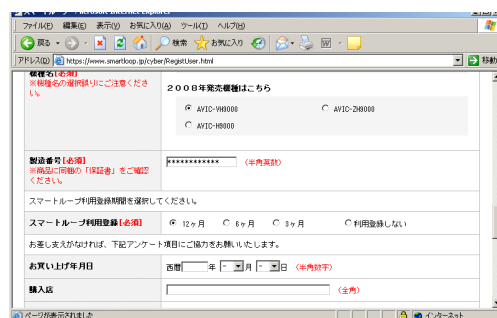 ファイル(F) 編集(E) 表示(V) お気に入り(A) ツール(T) ヘルプ(H)
戻る 検索 お気に入り
アドレス(D) https://www.smartloop.jp/cyber/RegistUser.html 移動
機種名[必須]
※機種名の選択誤りにご注意ください。
2008年発売機種はこちら
AVIC-VH9000 AVIC-ZH9000
AVIC-H9000
製造番号[必須]
※商品に同梱の「保証書」をご確認ください。
************ (半角英数)
スマートループ利用登録期間を選択してください。
スマートループ利用登録[必須] 12ヶ月 6ヶ月 3ヶ月 利用登録しない
お差し支えがなければ、下記アンケート項目にご協力をお願いいたします。
お買い上げ年月日 西暦 年 - 月 - 日 (半角数字)
購入店 (全角)
ページが表示されました インターネット